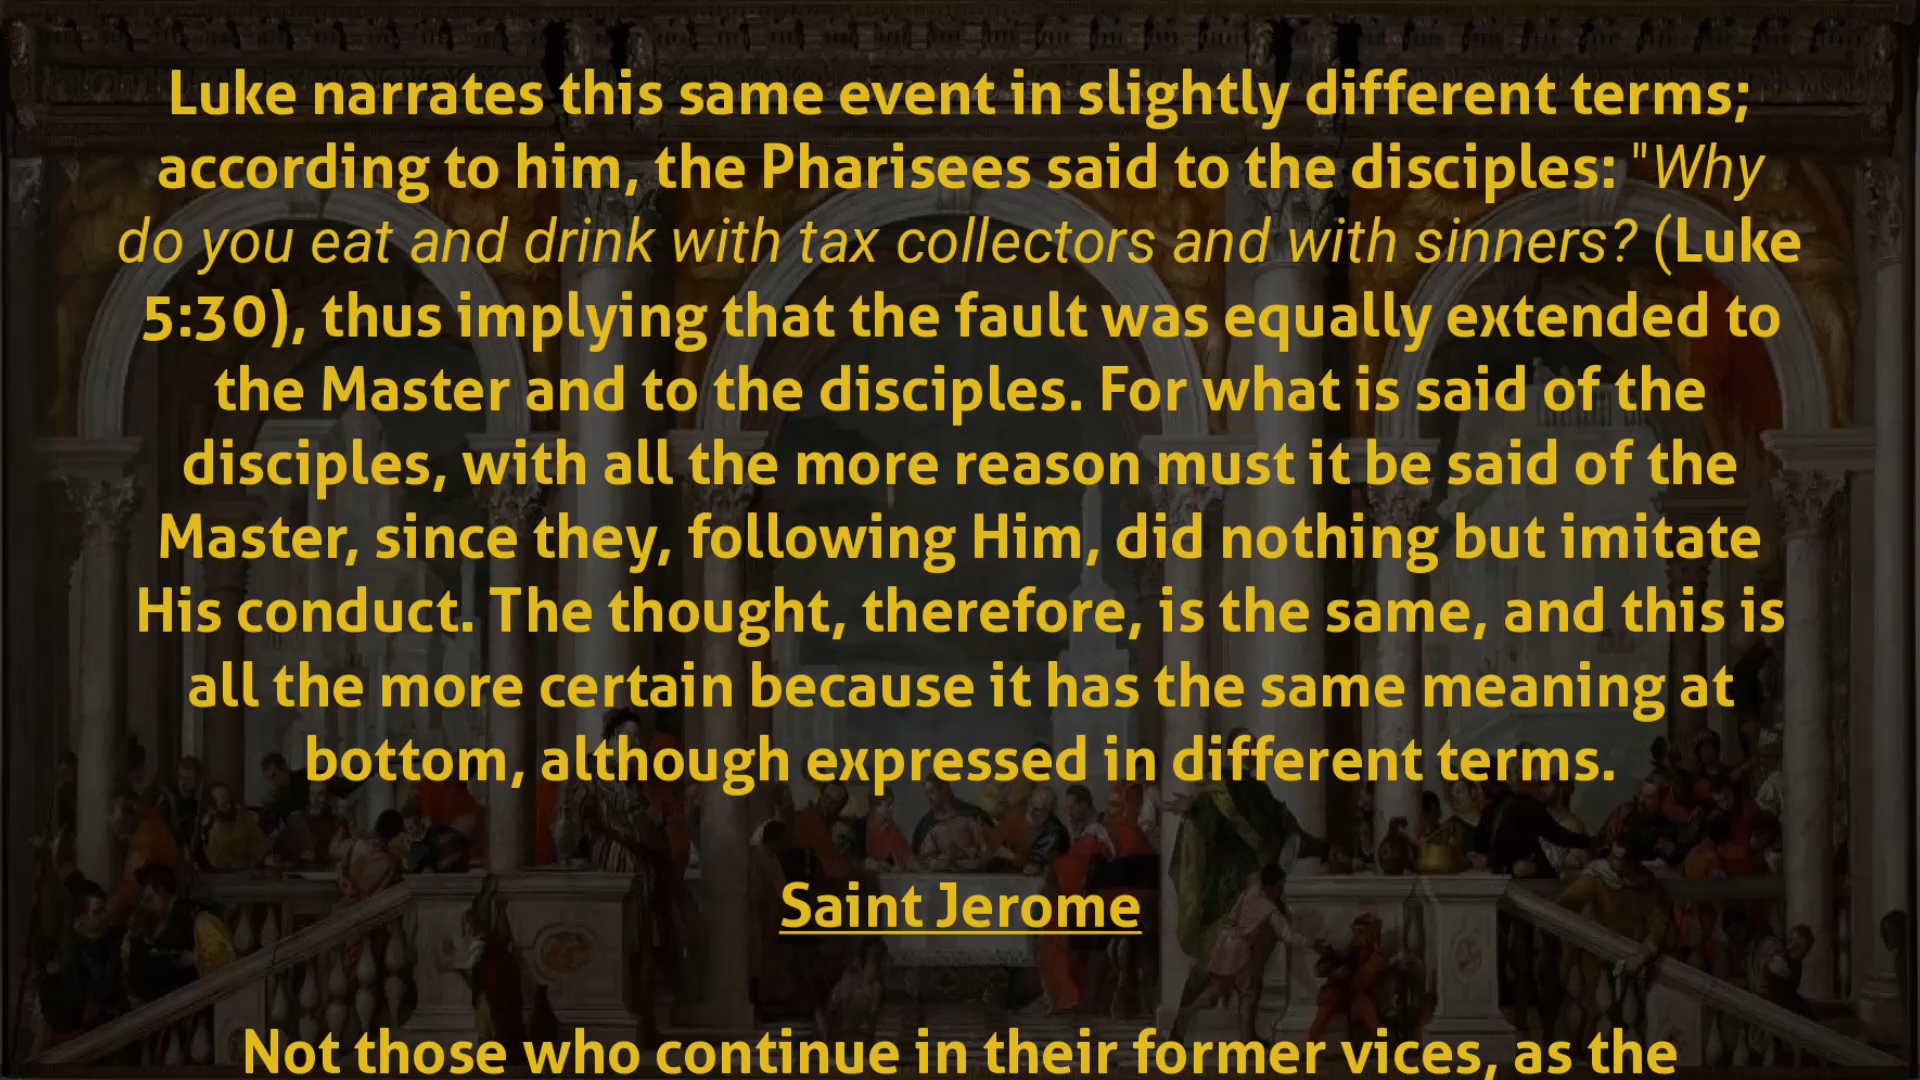 Luke narrates this same event in slightly different terms;
according to him, the Pharisees said to the disciples: "Why
do you eat and drink with tax collectors and with sinners? (Luke
5:30), thus implying that the fault was equally extended to
the Master and to the disciples. For what is said of the
disciples, with all the more reason must it be said of the
Master, since they, following Him, did nothing but imitate
His conduct. The thought, therefore, is the same, and this is
all the more certain because it has the same meaning at
bottom, although expressed in different terms.
Saint Jerome
Not those who continue in their former vices, as the